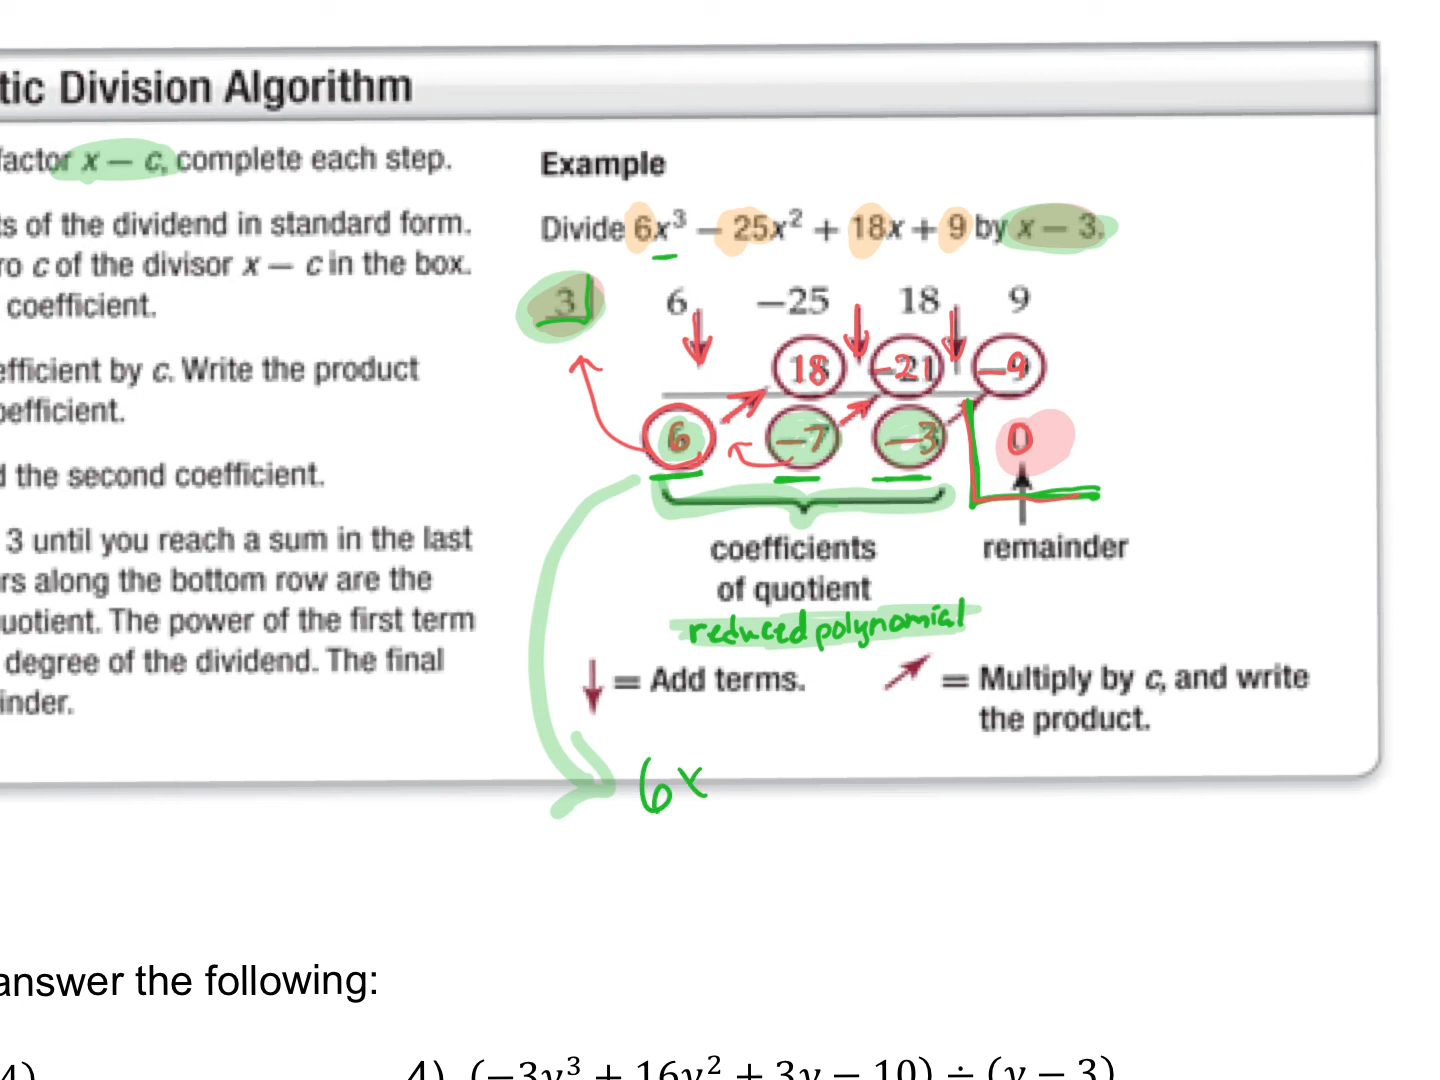 tic Division Algorithm
factor x − c, complete each step.
ts of the dividend in standard form.
ro c of the divisor x − c in the box.
coefficient.
efficient by c. Write the product
oefficient.
d the second coefficient.
3 until you reach a sum in the last
rs along the bottom row are the
uotient. The power of the first term
degree of the dividend. The final
inder.
Example
Divide 6x³ − 25x² + 18x + 9 by x − 3.
3 6 −25 18 9
18 −21 −9
6 −7 −3 0
coefficients remainder
of quotient
reduced polynomial
= Add terms. = Multiply by c, and write
the product.
6x
answer the following:
4) 4) (−3y³ + 16y² + 3y − 10) ÷ (y − 3)